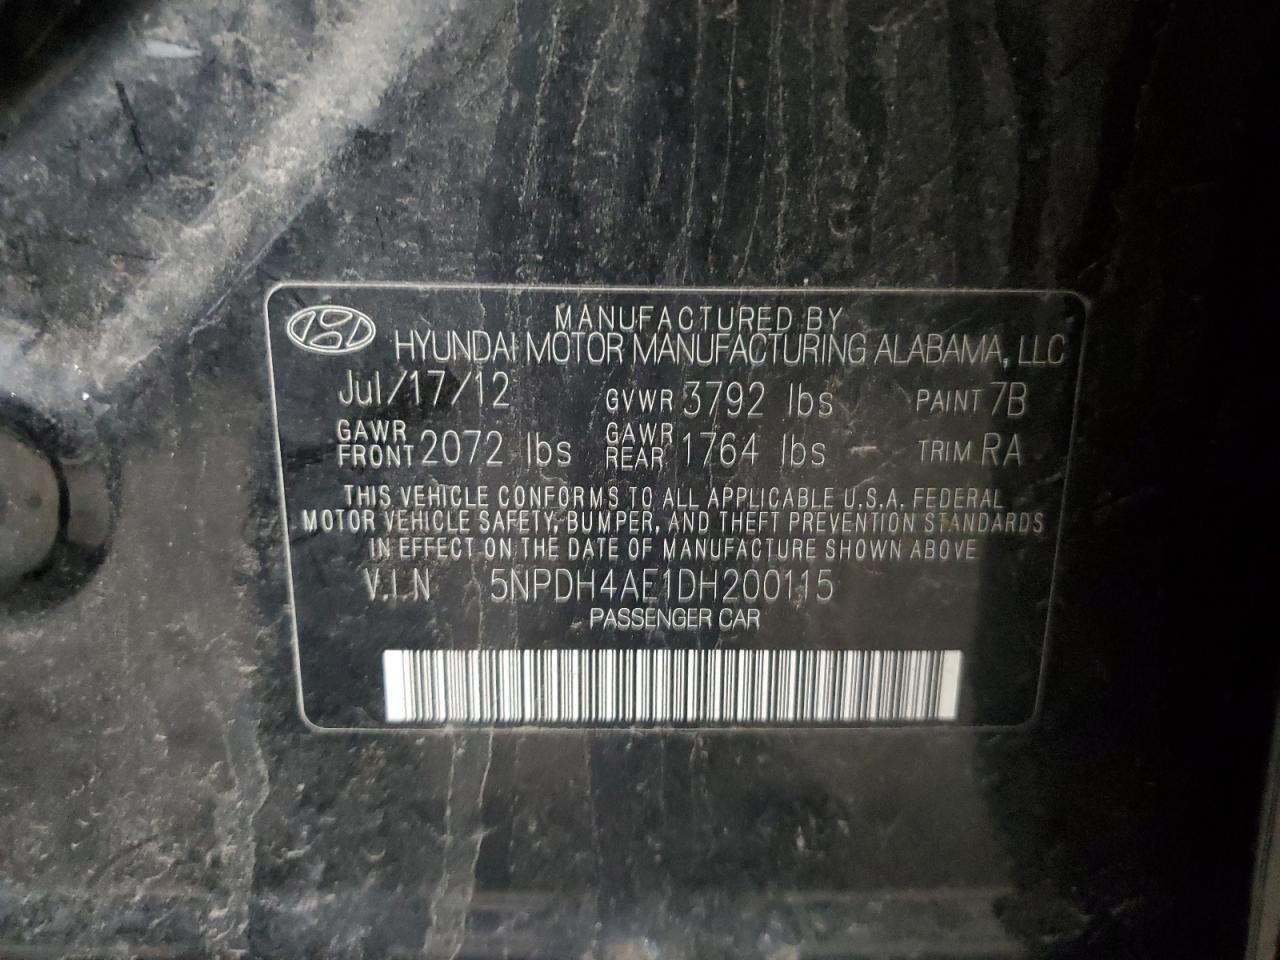 MANUFACTURED BY
HYUNDAI MOTOR MANUFACTURING ALABAMA, LLC
Jul/17/12 GVWR 3792 lbs PAINT 7B
GAWR FRONT 2072 lbs GAWR REAR 1764 lbs TRIM RA
THIS VEHICLE CONFORMS TO ALL APPLICABLE U.S.A. FEDERAL
MOTOR VEHICLE SAFETY, BUMPER, AND THEFT PREVENTION STANDARDS
IN EFFECT ON THE DATE OF MANUFACTURE SHOWN ABOVE
V.I.N 5NPDH4AE1DH200115
PASSENGER CAR